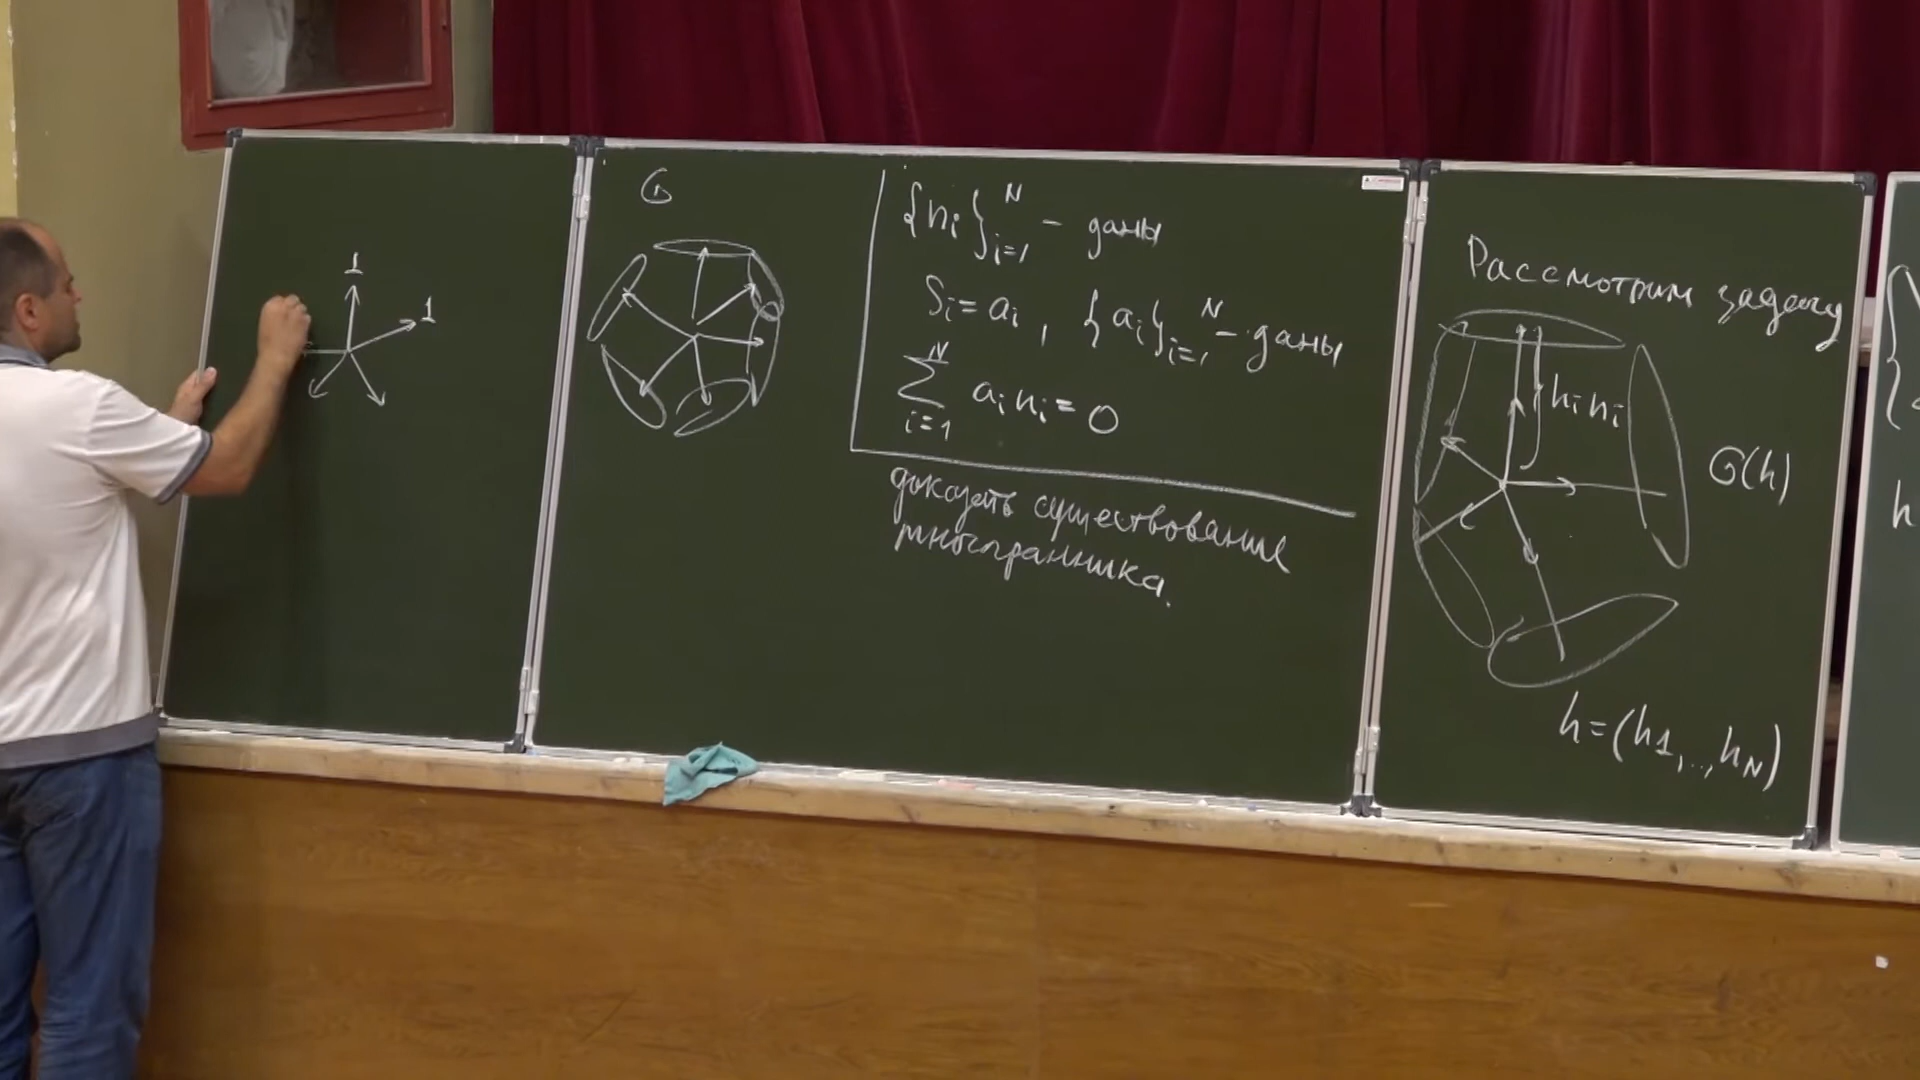 1
1
G
{n_i}_{i=1}^N - даны
S_i = a_i , {a_i}_{i=1}^N - даны
\sum_{i=1}^N a_i n_i = 0
доказать существование
многогранника.
Рассмотрим задачу
h_i n_i
G(h)
h = (h_1, .., h_N)
h